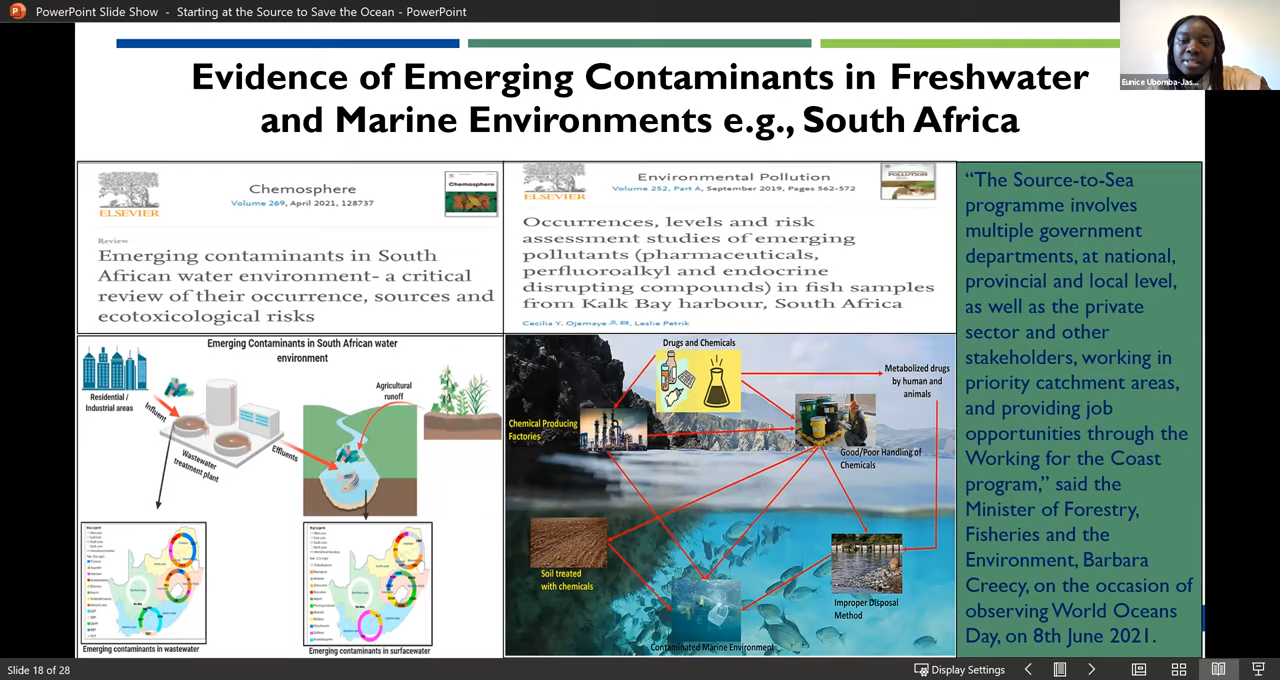 PowerPoint Slide Show - Starting at the Source to Save the Ocean - PowerPoint
Eunice Ubomba-Jas...
Evidence of Emerging Contaminants in Freshwater
and Marine Environments e.g., South Africa
ELSEVIER
Chemosphere
Volume 269, April 2021, 128737
Chemosphere
Review
Emerging contaminants in South
African water environment- a critical
review of their occurrence, sources and
ecotoxicological risks
ELSEVIER
Environmental Pollution
Volume 252, Part A, September 2019, Pages 562-572
POLLUTION
Occurrences, levels and risk
assessment studies of emerging
pollutants (pharmaceuticals,
perfluoroalkyl and endocrine
disrupting compounds) in fish samples
from Kalk Bay harbour, South Africa
Cecilia Y. Ojemaye, Leslie Petrik
Emerging Contaminants in South African water
environment
Residential /
Industrial areas
Influent
Wastewater
treatment plant
Effluents
Agricultural
runoff
Emerging contaminants in wastewater
Emerging contaminants in surfacewater
Drugs and Chemicals
Metabolized drugs
by human and
animals
Chemical Producing
Factories
Good/Poor Handling of
Chemicals
Soil treated
with chemicals
Improper Disposal
Method
Contaminated Marine Environment
“The Source-to-Sea
programme involves
multiple government
departments, at national,
provincial and local level,
as well as the private
sector and other
stakeholders, working in
priority catchment areas,
and providing job
opportunities through the
Working for the Coast
program,” said the
Minister of Forestry,
Fisheries and the
Environment, Barbara
Creecy, on the occasion of
observing World Oceans
Day, on 8th June 2021.
Slide 18 of 28
Display Settings